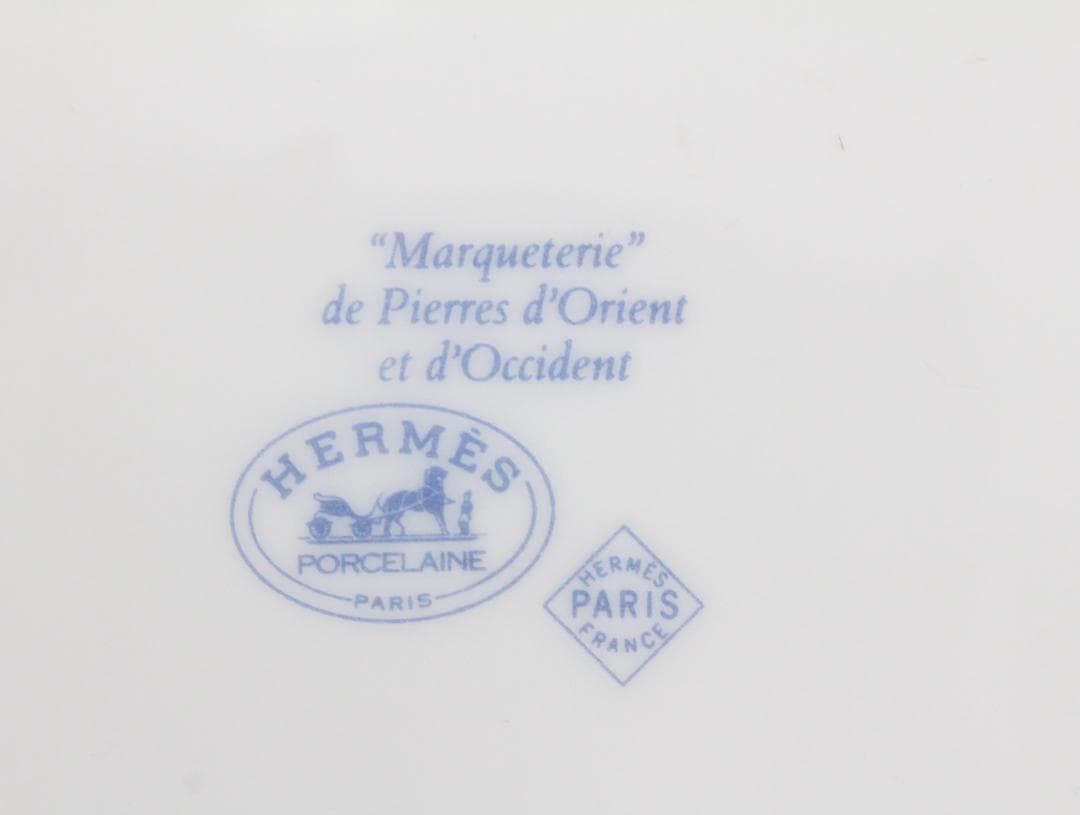 “Marqueterie”
de Pierres d’Orient
et d’Occident
HERMÈS
PORCELAINE
PARIS
HERMÈS
PARIS
FRANCE